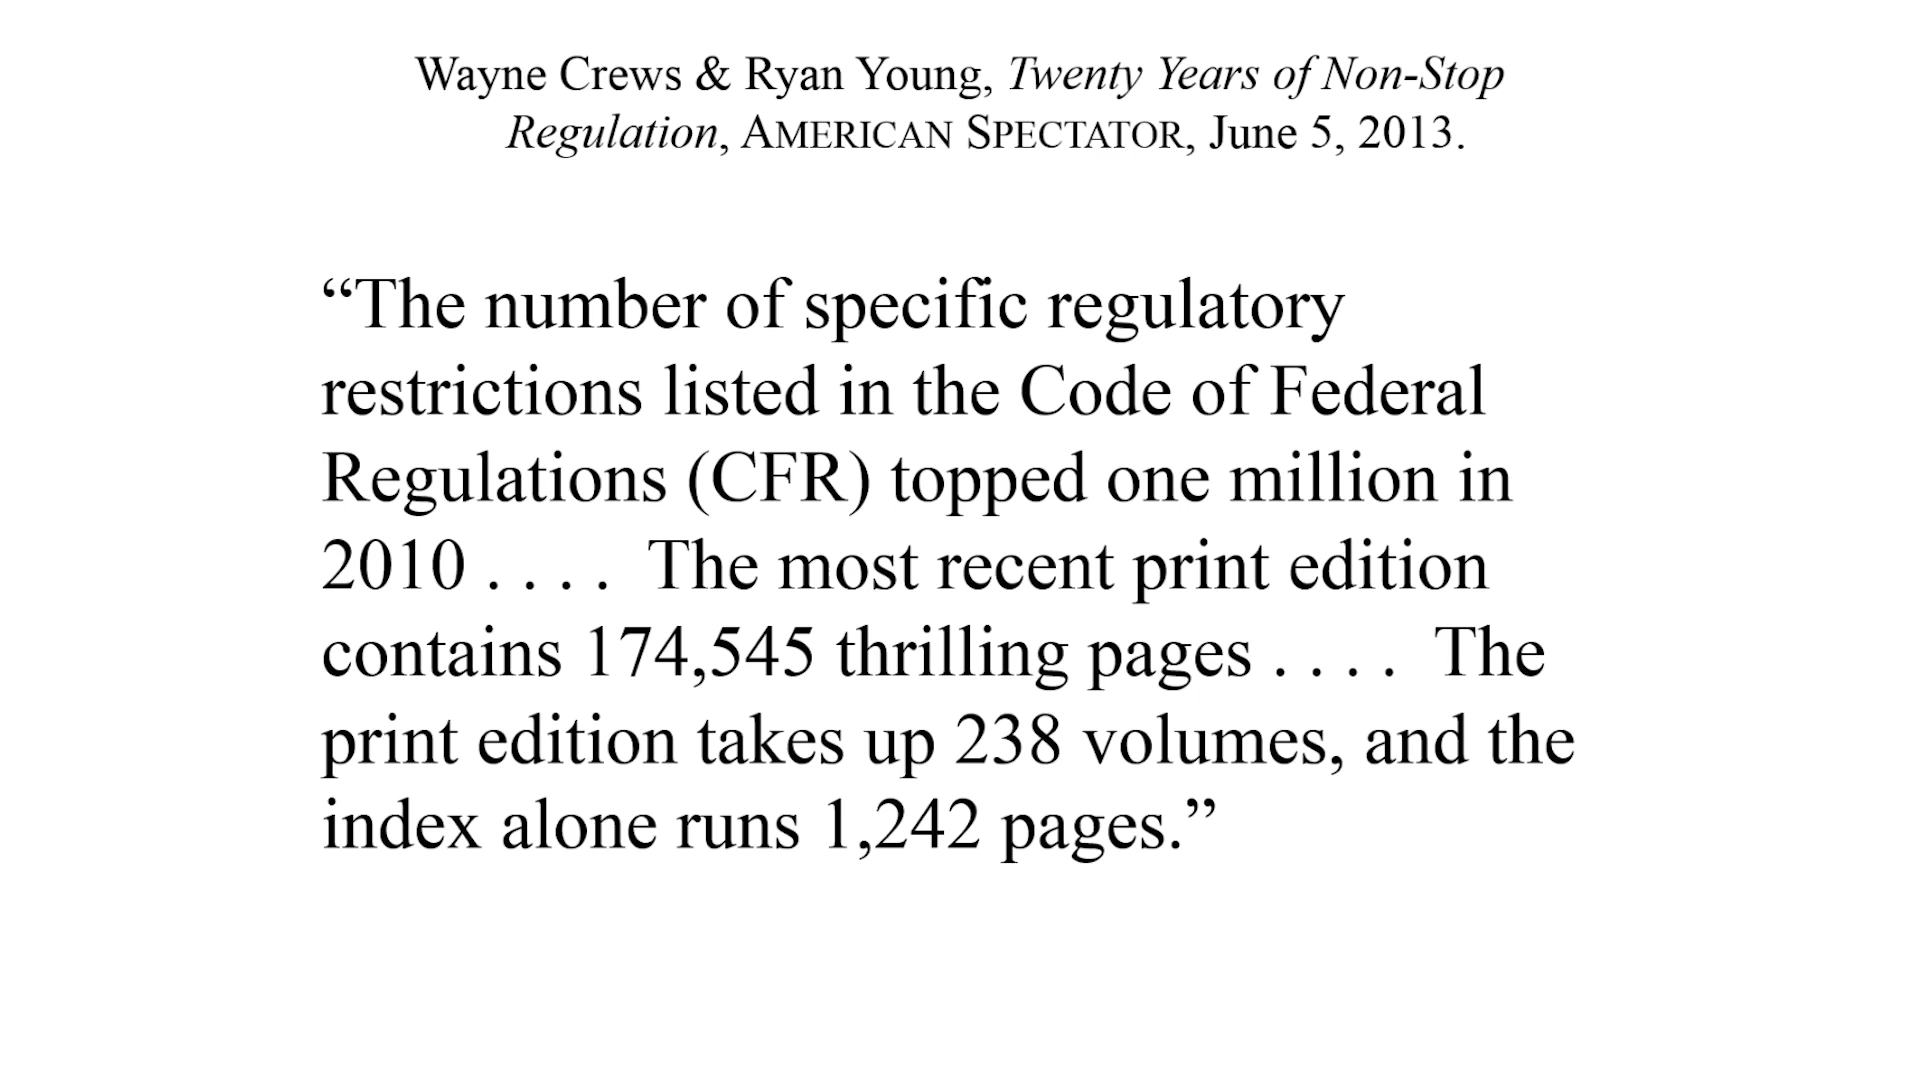 Wayne Crews & Ryan Young, Twenty Years of Non-Stop
Regulation, AMERICAN SPECTATOR, June 5, 2013.
“The number of specific regulatory
restrictions listed in the Code of Federal
Regulations (CFR) topped one million in
2010 . . . .  The most recent print edition
contains 174,545 thrilling pages . . . .  The
print edition takes up 238 volumes, and the
index alone runs 1,242 pages.”